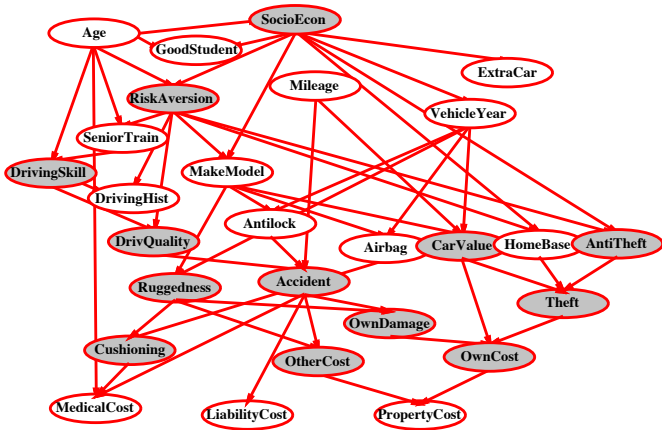 SocioEcon
Age
GoodStudent
ExtraCar
Mileage
RiskAversion
VehicleYear
SeniorTrain
DrivingSkill
MakeModel
DrivingHist
Antilock
DrivQuality
Airbag
CarValue
HomeBase
AntiTheft
Ruggedness
Accident
Theft
OwnDamage
Cushioning
OtherCost
OwnCost
MedicalCost
LiabilityCost
PropertyCost